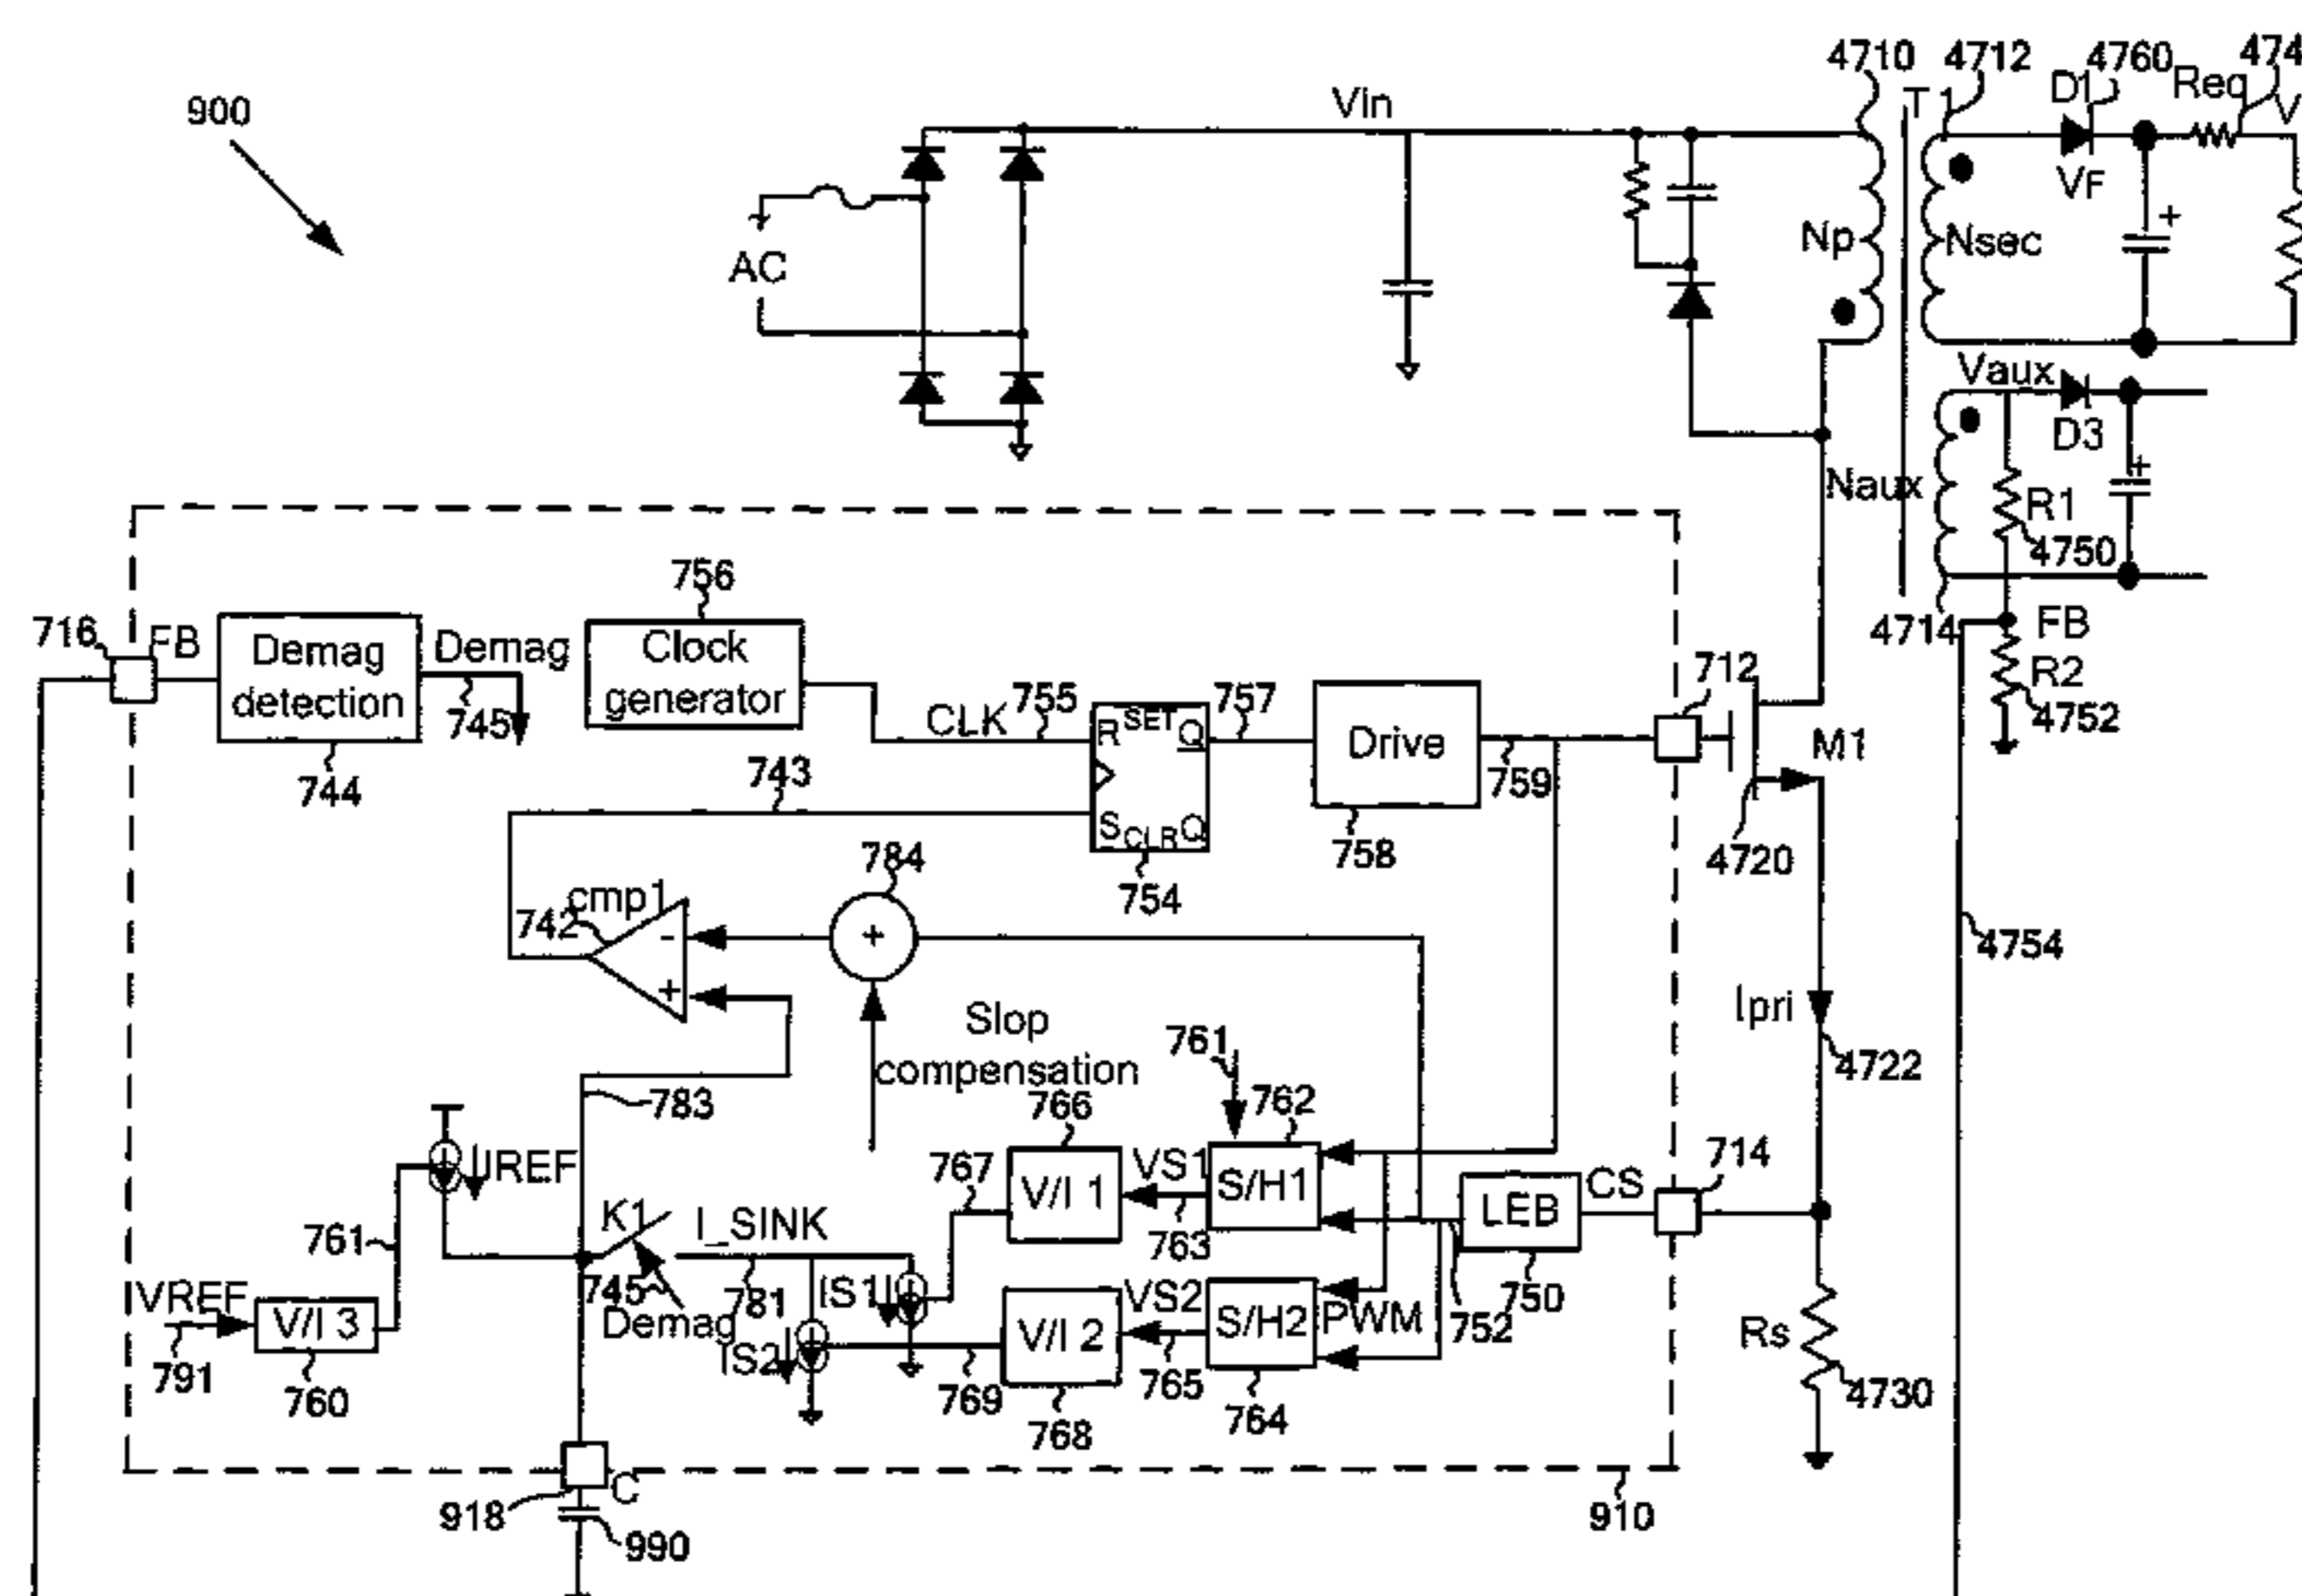 900
Vin
4710
4712
4760
474
T1
D1
Req
V
VF
+
AC
Np
Nsec
Vaux
D3
+
Naux
R1
4750
4714
FB
R2
4752
716
FB
Demag
detection
Demag
745
744
756
Clock
generator
CLK
755
743
R
SET
Q
S
CLR
Q
754
757
Drive
758
759
712
M1
4720
4754
784
cmp1
742
-
+
+
Slop
compensation
783
Ipri
4722
761
762
766
767
V/I 1
VS1
763
S/H1
LEB
CS
714
750
752
IREF
761
K1
I_SINK
745
Demag
781
IS1
IS2
VREF
791
V/I 3
760
V/I 2
768
769
VS2
765
S/H2
764
PWM
Rs
4730
918
C
990
910